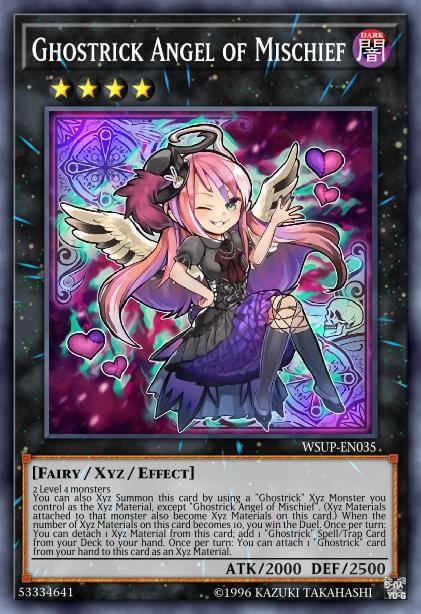 GHOSTRICK ANGEL OF MISCHIEF
DARK
闇
WSUP-EN035
[FAIRY / XYZ / EFFECT]
2 Level 4 monsters
You can also Xyz Summon this card by using a "Ghostrick" Xyz Monster you
control as the Xyz Material, except "Ghostrick Angel of Mischief". (Xyz Materials
attached to that monster also become Xyz Materials on this card.) When the
number of Xyz Materials on this card becomes 10, you win the Duel. Once per turn:
You can detach 1 Xyz Material from this card; add 1 "Ghostrick" Spell/Trap Card
from your Deck to your hand. Once per turn: You can attach 1 "Ghostrick" card
from your hand to this card as an Xyz Material.
ATK/2000 DEF/2500
53334641
©1996 KAZUKI TAKAHASHI